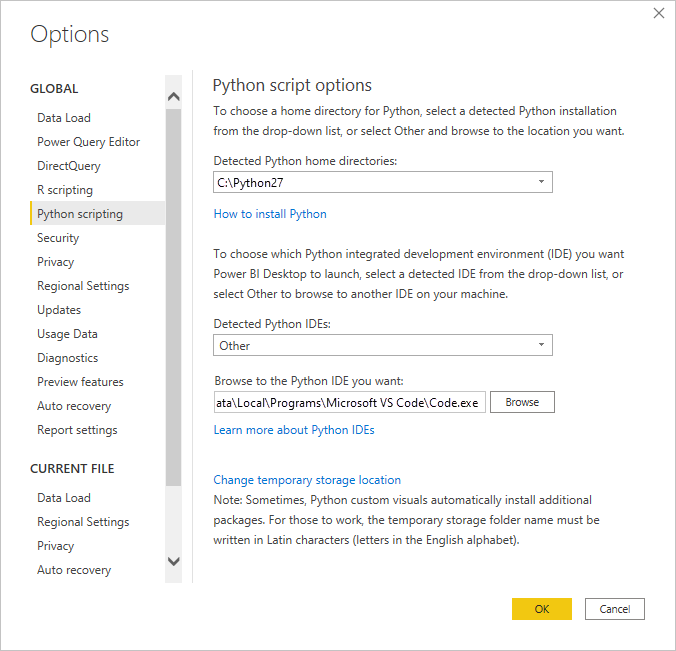 Options
GLOBAL
Data Load
Power Query Editor
DirectQuery
R scripting
Python scripting
Security
Privacy
Regional Settings
Updates
Usage Data
Diagnostics
Preview features
Auto recovery
Report settings
CURRENT FILE
Data Load
Regional Settings
Privacy
Auto recovery
Python script options
To choose a home directory for Python, select a detected Python installation
from the drop-down list, or select Other and browse to the location you want.
Detected Python home directories:
C:\Python27
How to install Python
To choose which Python integrated development environment (IDE) you want
Power BI Desktop to launch, select a detected IDE from the drop-down list, or
select Other to browse to another IDE on your machine.
Detected Python IDEs:
Other
Browse to the Python IDE you want:
ata\Local\Programs\Microsoft VS Code\Code.exe
Browse
Learn more about Python IDEs
Change temporary storage location
Note: Sometimes, Python custom visuals automatically install additional
packages. For those to work, the temporary storage folder name must be
written in Latin characters (letters in the English alphabet).
OK
Cancel